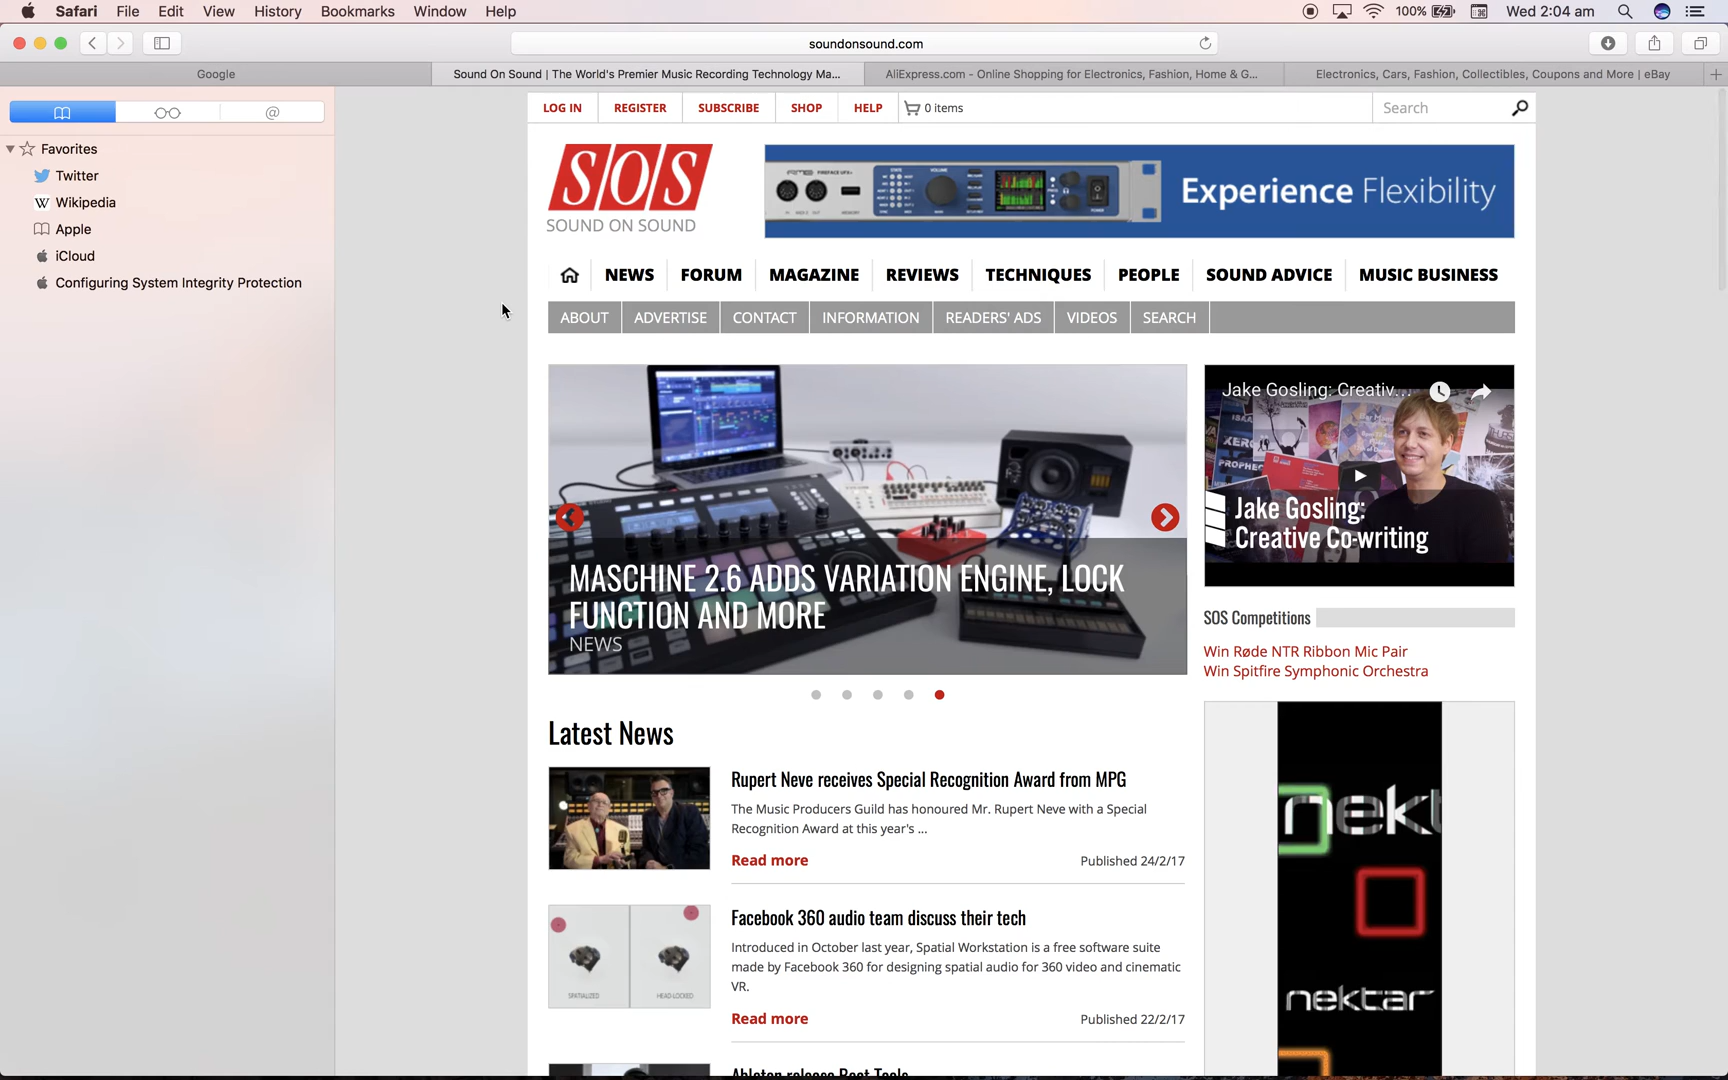 Safari File Edit View History Bookmarks Window Help
100% Wed 2:04 am
soundonsound.com
Google
Sound On Sound | The World's Premier Music Recording Technology Ma...
AliExpress.com - Online Shopping for Electronics, Fashion, Home & G...
Electronics, Cars, Fashion, Collectibles, Coupons and More | eBay
@
Favorites
Twitter
W Wikipedia
Apple
iCloud
Configuring System Integrity Protection
LOG IN REGISTER SUBSCRIBE SHOP HELP 0 items
Search
SOS
SOUND ON SOUND
Experience Flexibility
NEWS FORUM MAGAZINE REVIEWS TECHNIQUES PEOPLE SOUND ADVICE MUSIC BUSINESS
ABOUT ADVERTISE CONTACT INFORMATION READERS' ADS VIDEOS SEARCH
MASCHINE 2.6 ADDS VARIATION ENGINE, LOCK
FUNCTION AND MORE
NEWS
Jake Gosling: Creativ...
Jake Gosling:
Creative Co-writing
SOS Competitions
Win Røde NTR Ribbon Mic Pair
Win Spitfire Symphonic Orchestra
Latest News
Rupert Neve receives Special Recognition Award from MPG
The Music Producers Guild has honoured Mr. Rupert Neve with a Special
Recognition Award at this year's ...
Read more
Published 24/2/17
Facebook 360 audio team discuss their tech
Introduced in October last year, Spatial Workstation is a free software suite
made by Facebook 360 for designing spatial audio for 360 video and cinematic
VR.
Read more
Published 22/2/17
SPATIALIZED
HEAD-LOCKED
nekt
nektar